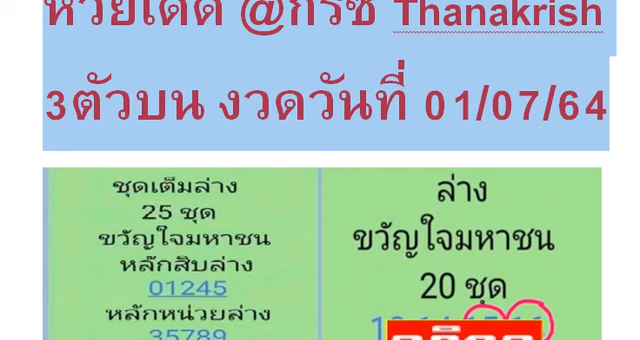 หวยเด็ด @กริช Thanakrish
3ตัวบน งวดวันที่ 01/07/64
ชุดเต็มล่าง
25 ชุด
ขวัญใจมหาชน
หลักสิบล่าง
01245
หลักหน่วยล่าง
35789
ล่าง
ขวัญใจมหาชน
20 ชุด